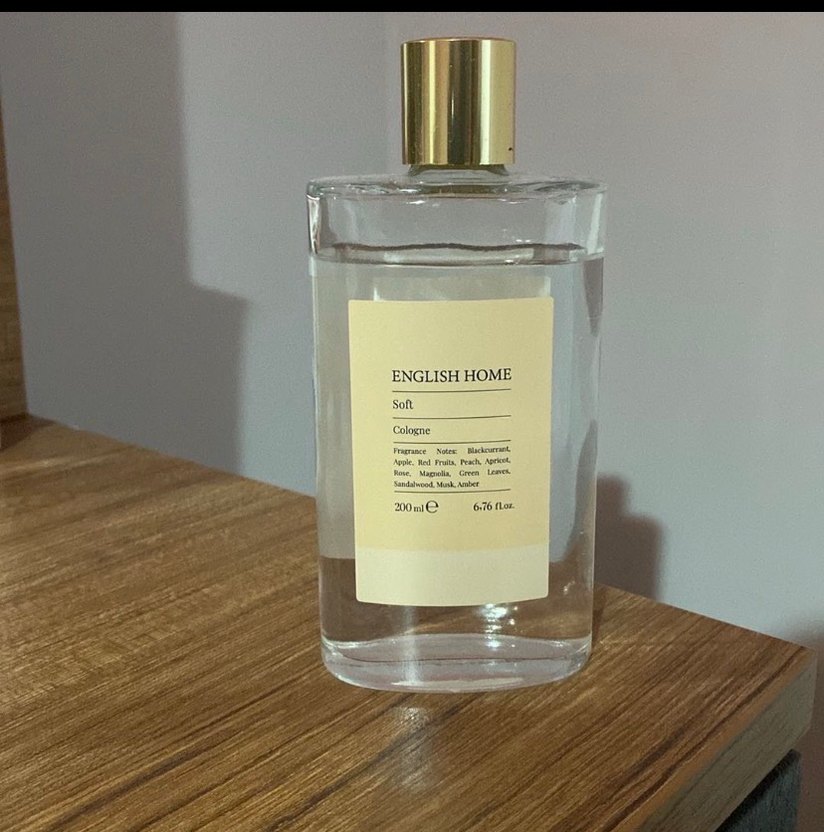 ENGLISH HOME
Soft
Cologne
Fragrance Notes: Blackcurrant,
Apple, Red Fruits, Peach, Apricot,
Rose, Magnolia, Green Leaves,
Sandalwood, Musk, Amber
200 ml ℮ 6.76 fl.oz.